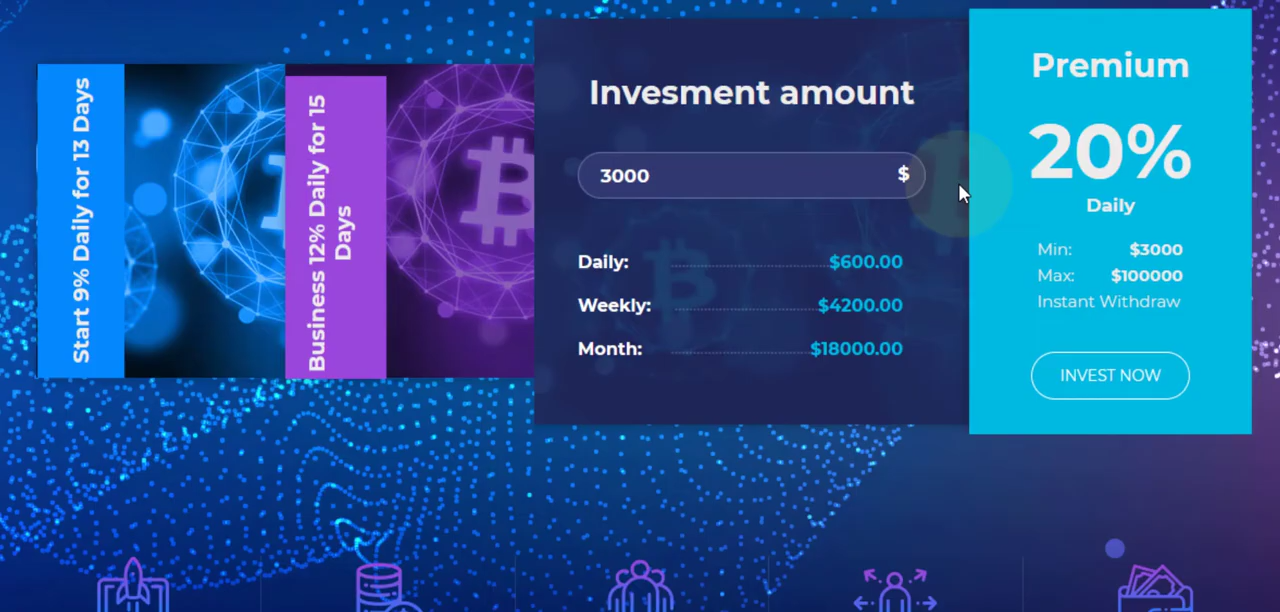 Start 9% Daily for 13 Days
Business 12% Daily for 15
Days
Invesment amount
3000 $
Daily: $600.00
Weekly: $4200.00
Month: $18000.00
Premium
20%
Daily
Min: $3000
Max: $100000
Instant Withdraw
INVEST NOW